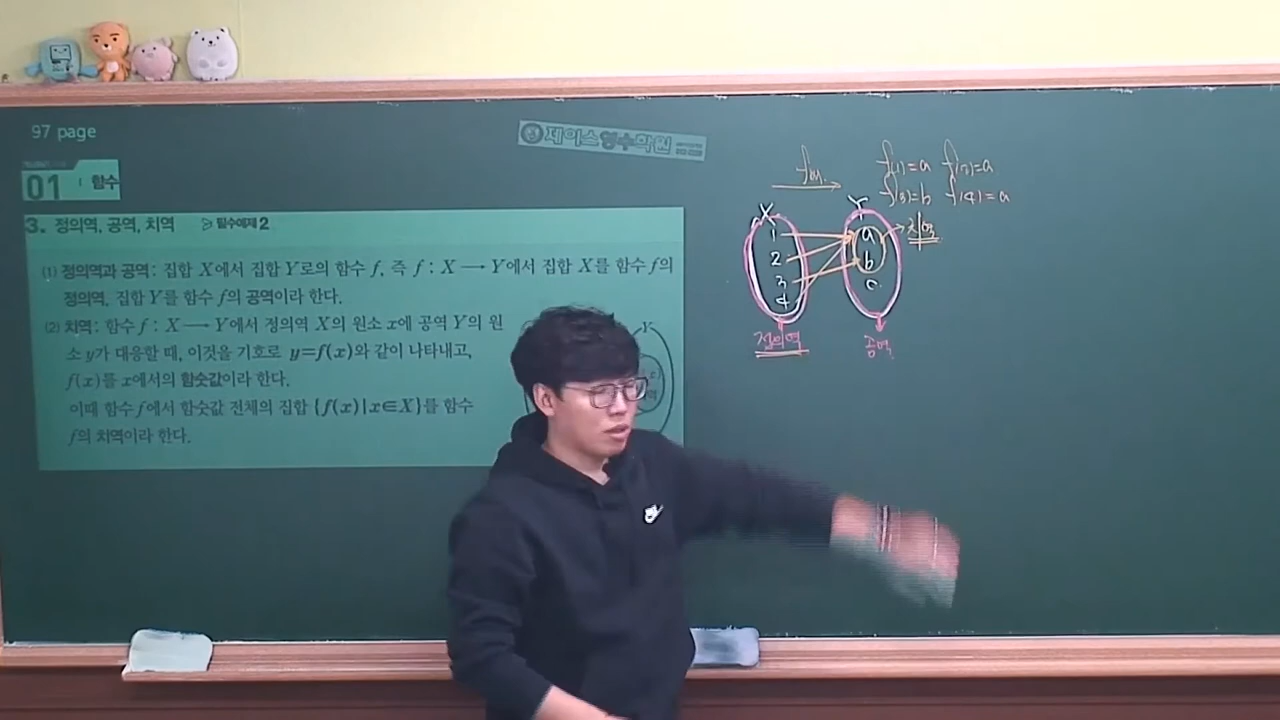 97 page
제이스영수학원
01 함수
3. 정의역, 공역, 치역 필수예제 2
(1) 정의역과 공역: 집합 X에서 집합 Y로의 함수 f, 즉 f : X → Y에서 집합 X를 함수 f의
정의역, 집합 Y를 함수 f의 공역이라 한다.
(2) 치역: 함수 f : X → Y에서 정의역 X의 원소 x에 공역 Y의 원
소 y가 대응할 때, 이것을 기호로 y=f(x)와 같이 나타내고,
f(x)를 x에서의 함숫값이라 한다.
이때 함수 f에서 함숫값 전체의 집합 {f(x)|x∈X}를 함수
f의 치역이라 한다.
Y
f(1)=a f(2)=a
f(3)=b f(4)=a
X Y
1 a 치역
2 b
3 c
4
정의역 공역